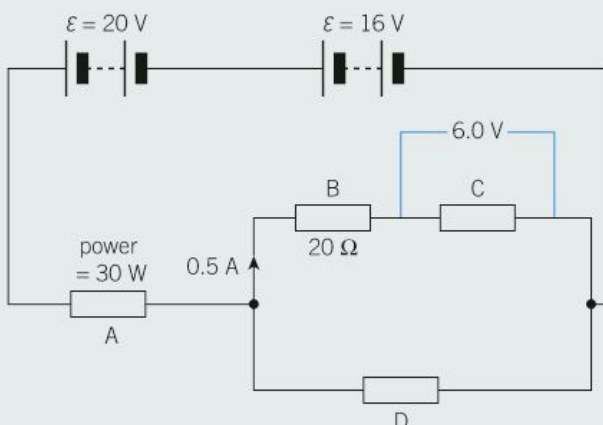 ε = 20 V
ε = 16 V
6.0 V
B
C
power
= 30 W
0.5 A
20 Ω
A
D